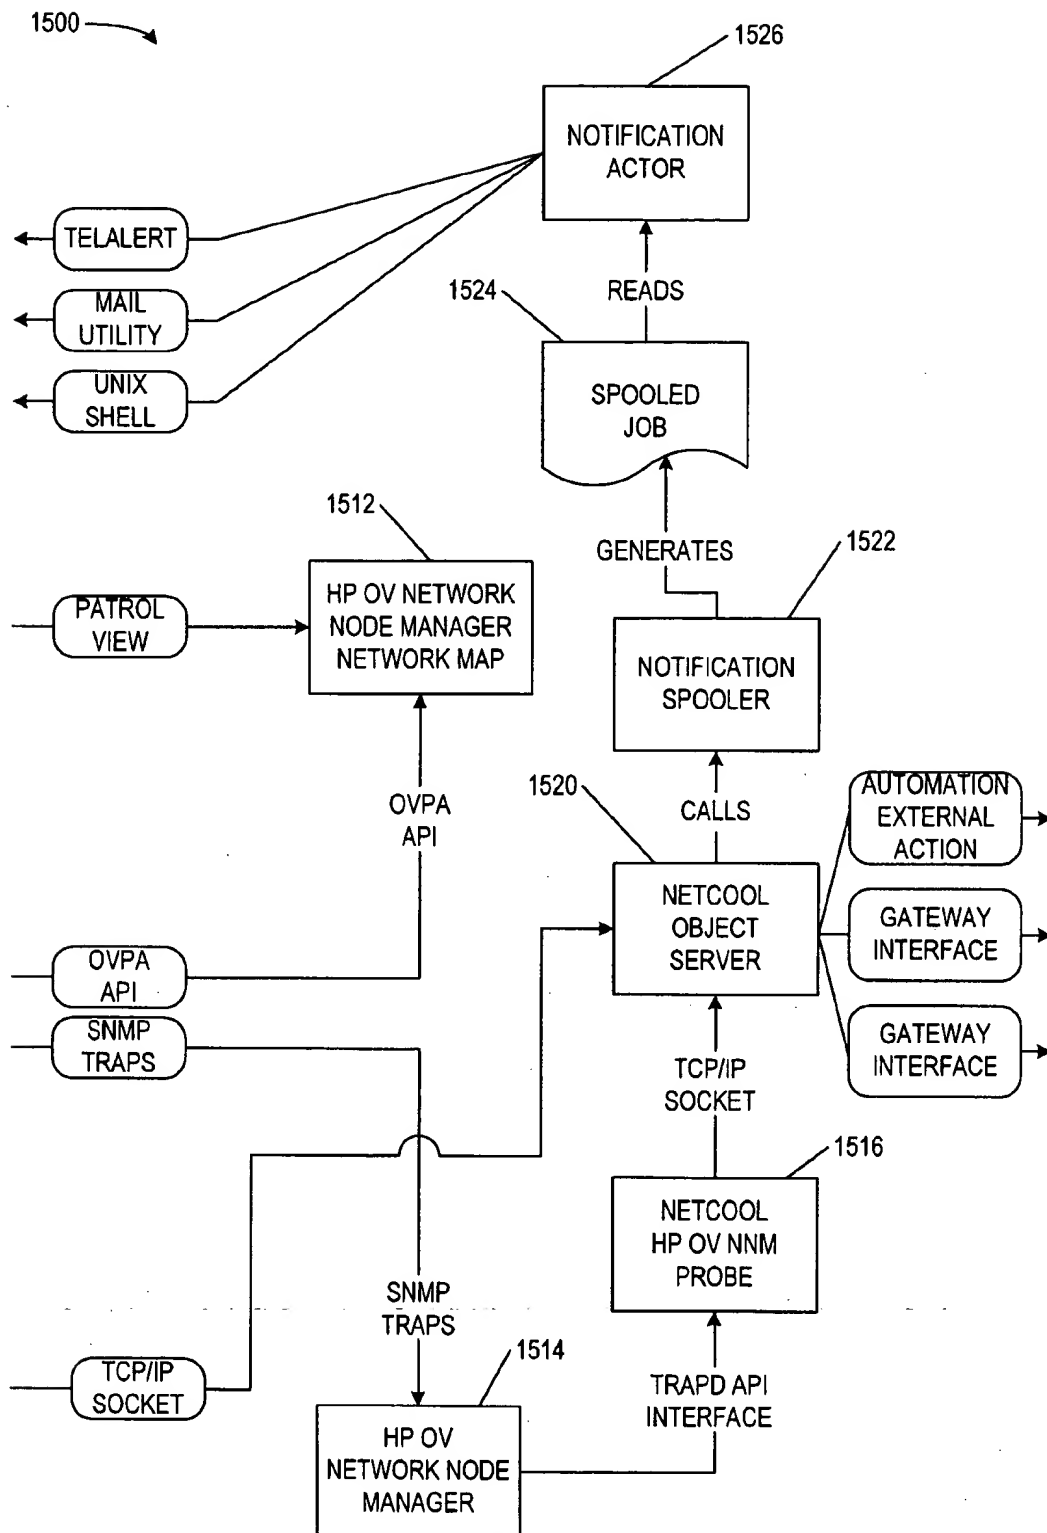 1500
1526
NOTIFICATION
ACTOR
TELALERT
MAIL
UTILITY
UNIX
SHELL
READS
1524
SPOOLED
JOB
GENERATES
1522
NOTIFICATION
SPOOLER
1512
HP OV NETWORK
NODE MANAGER
NETWORK MAP
PATROL
VIEW
OVPA
API
CALLS
1520
NETCOOL
OBJECT
SERVER
AUTOMATION
EXTERNAL
ACTION
GATEWAY
INTERFACE
GATEWAY
INTERFACE
OVPA
API
SNMP
TRAPS
TCP/IP
SOCKET
1516
NETCOOL
HP OV NNM
PROBE
SNMP
TRAPS
TCP/IP
SOCKET
1514
HP OV
NETWORK NODE
MANAGER
TRAPD API
INTERFACE